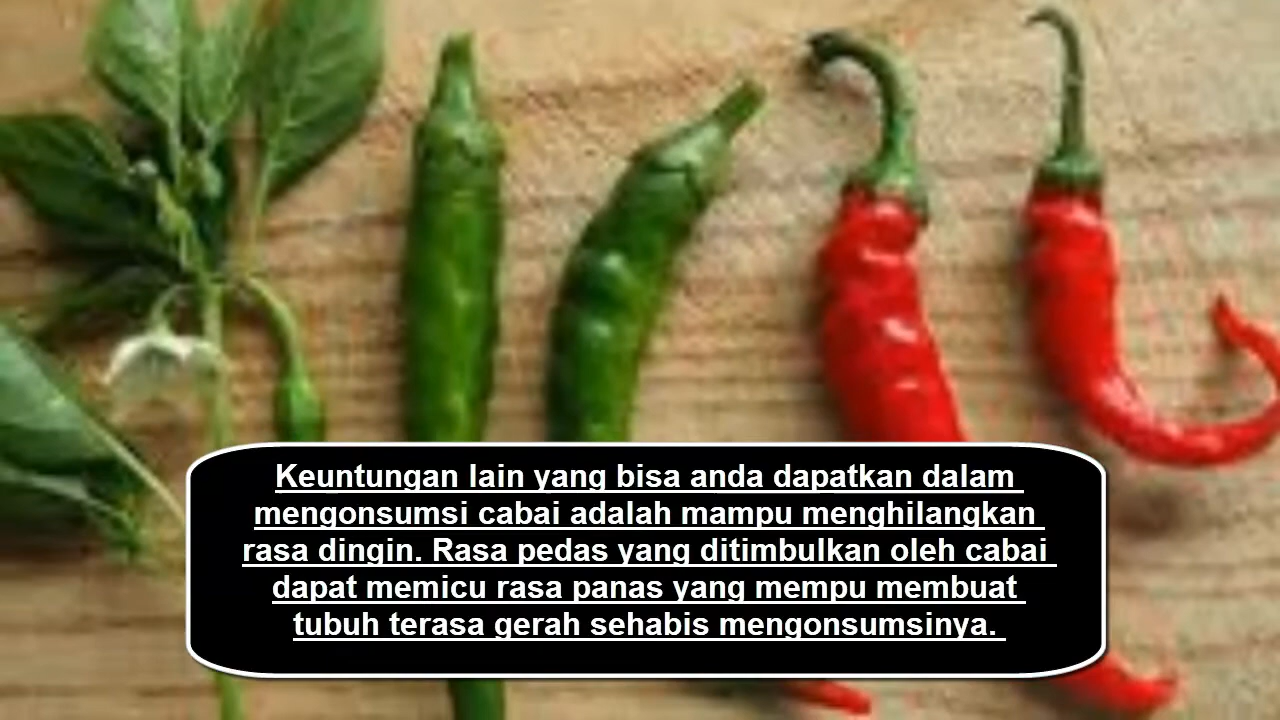 Keuntungan lain yang bisa anda dapatkan dalam
mengonsumsi cabai adalah mampu menghilangkan
rasa dingin. Rasa pedas yang ditimbulkan oleh cabai
dapat memicu rasa panas yang mempu membuat
tubuh terasa gerah sehabis mengonsumsinya.